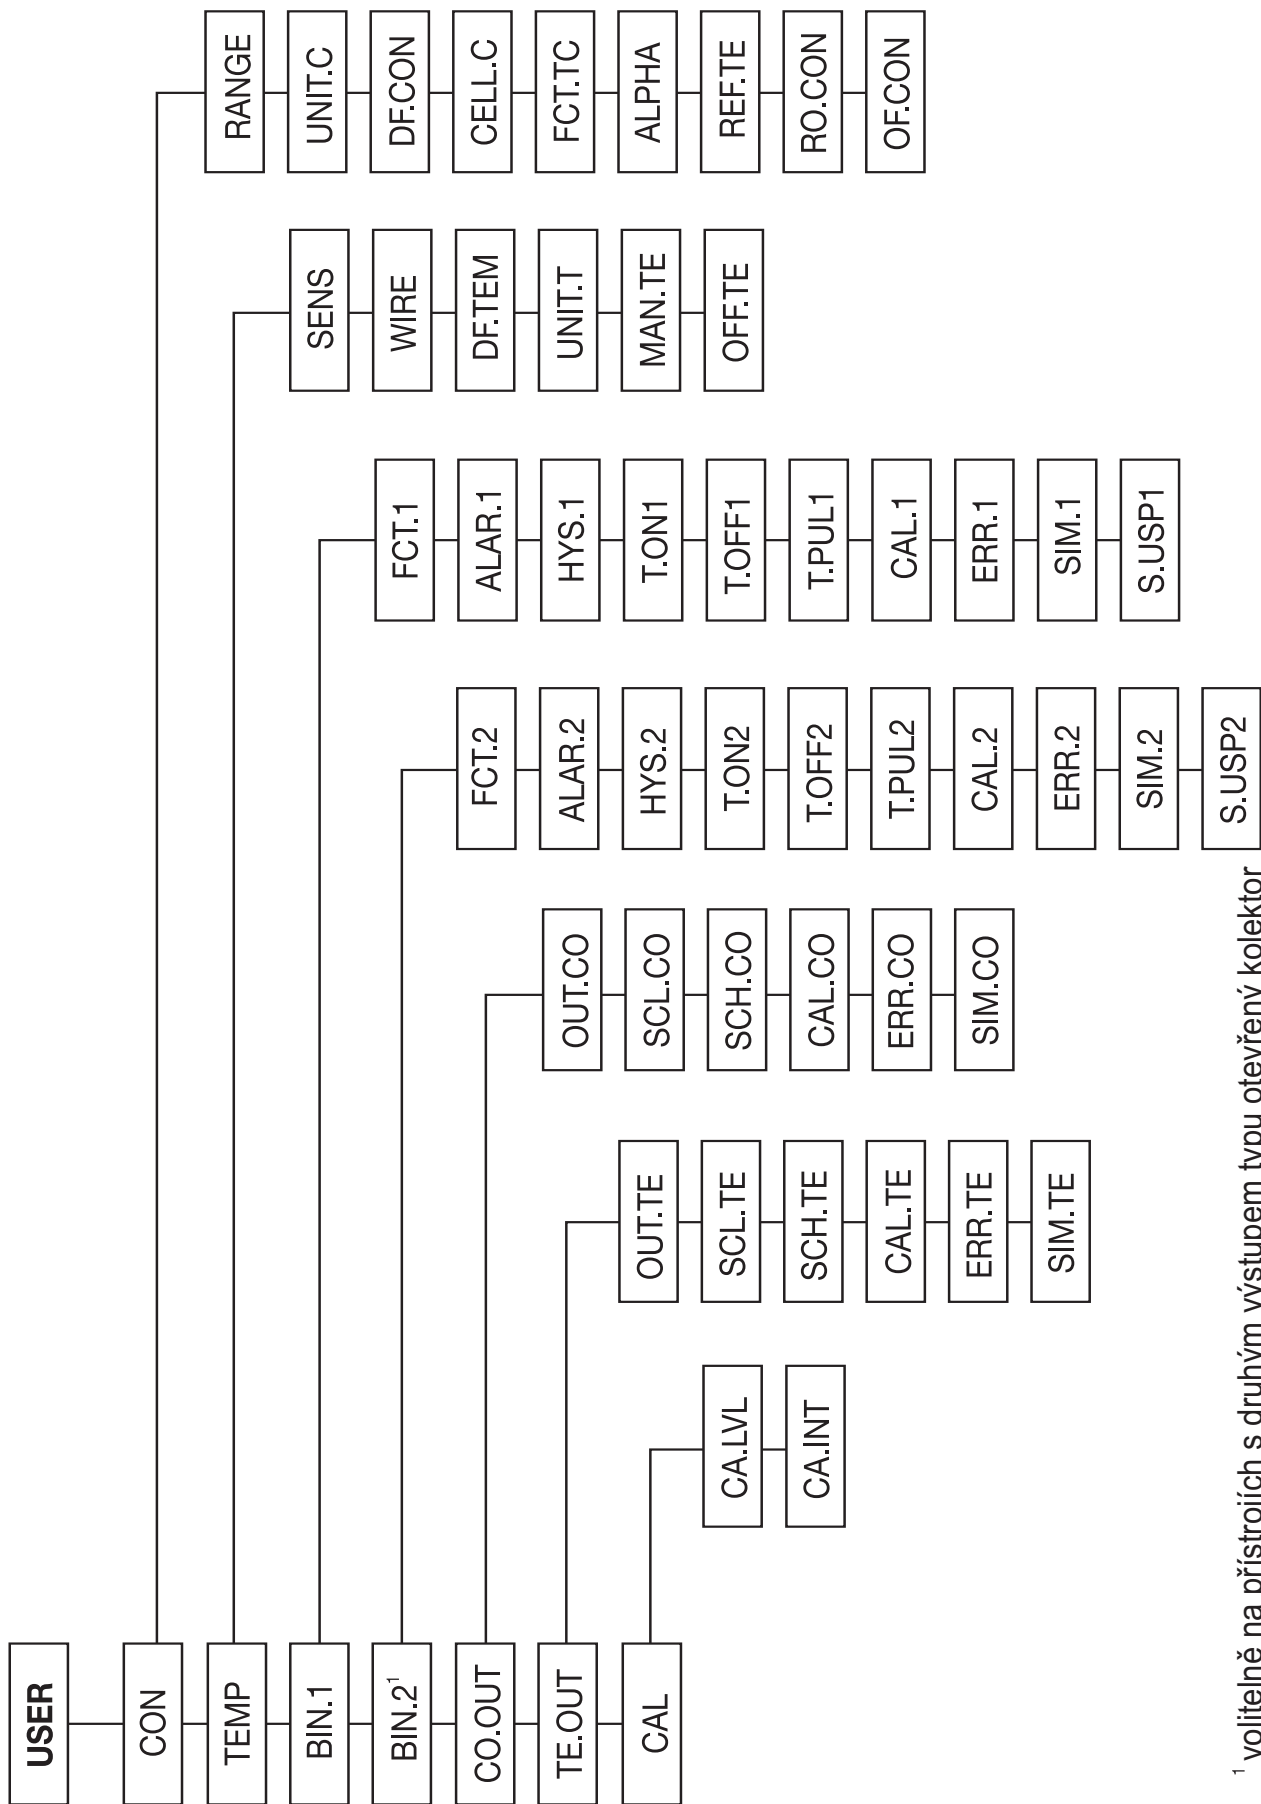 USER
CON
TEMP
BIN.1
BIN.2¹
CO.OUT
TE.OUT
CAL
CA.LVL
CA.INT
OUT.TE
SCL.TE
SCH.TE
CAL.TE
ERR.TE
SIM.TE
OUT.CO
SCL.CO
SCH.CO
CAL.CO
ERR.CO
SIM.CO
FCT.2
ALAR.2
HYS.2
T.ON2
T.OFF2
T.PUL2
CAL.2
ERR.2
SIM.2
S.USP2
FCT.1
ALAR.1
HYS.1
T.ON1
T.OFF1
T.PUL1
CAL.1
ERR.1
SIM.1
S.USP1
SENS
WIRE
DF.TEM
UNIT.T
MAN.TE
OFF.TE
RANGE
UNIT.C
DF.CON
CELL.C
FCT.TC
ALPHA
REF.TE
RO.CON
OF.CON
¹ volitelně na přístrojích s druhým výstupem typu otevřený kolektor